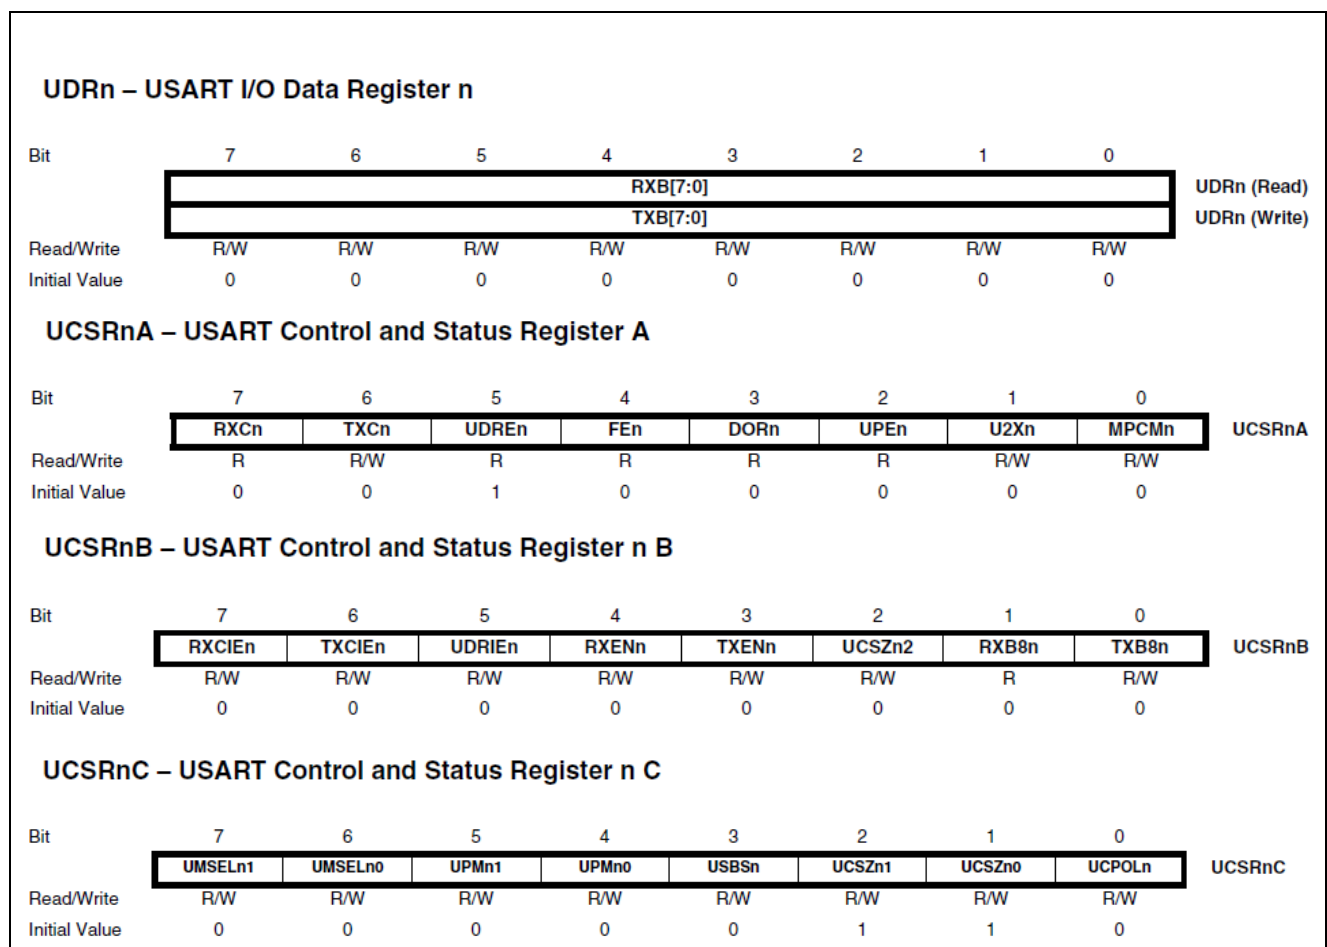 UDRn – USART I/O Data Register n
Bit 7 6 5 4 3 2 1 0
RXB[7:0] UDRn (Read)
TXB[7:0] UDRn (Write)
Read/Write R/W R/W R/W R/W R/W R/W R/W R/W
Initial Value 0 0 0 0 0 0 0 0
UCSRnA – USART Control and Status Register A
Bit 7 6 5 4 3 2 1 0
RXCn TXCn UDREn FEn DORn UPEn U2Xn MPCMn UCSRnA
Read/Write R R/W R R R R R/W R/W
Initial Value 0 0 1 0 0 0 0 0
UCSRnB – USART Control and Status Register n B
Bit 7 6 5 4 3 2 1 0
RXCIEn TXCIEn UDRIEn RXENn TXENn UCSZn2 RXB8n TXB8n UCSRnB
Read/Write R/W R/W R/W R/W R/W R/W R R/W
Initial Value 0 0 0 0 0 0 0 0
UCSRnC – USART Control and Status Register n C
Bit 7 6 5 4 3 2 1 0
UMSELn1 UMSELn0 UPMn1 UPMn0 USBSn UCSZn1 UCSZn0 UCPOLn UCSRnC
Read/Write R/W R/W R/W R/W R/W R/W R/W R/W
Initial Value 0 0 0 0 0 1 1 0